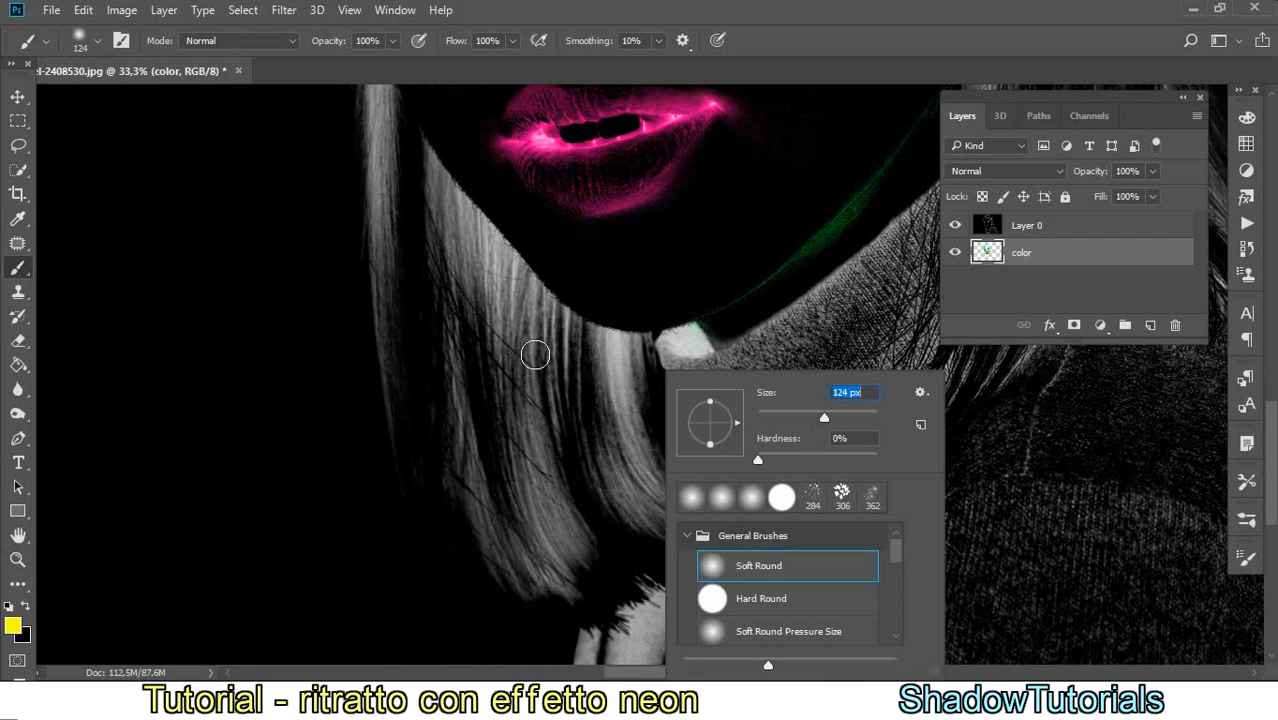 Ps File Edit Image Layer Type Select Filter 3D View Window Help
124 Mode: Normal Opacity: 100% Flow: 100% Smoothing: 10%
el-2408530.jpg @ 33,3% (color, RGB/8) * ×
Layers 3D Paths Channels
Kind
Normal Opacity: 100%
Lock: Fill: 100%
Layer 0
color
fx
Size: 124 px
Hardness: 0%
284 306 362
General Brushes
Soft Round
Hard Round
Soft Round Pressure Size
Doc: 112,5M/87,6M
Tutorial - ritratto con effetto neon ShadowTutorials